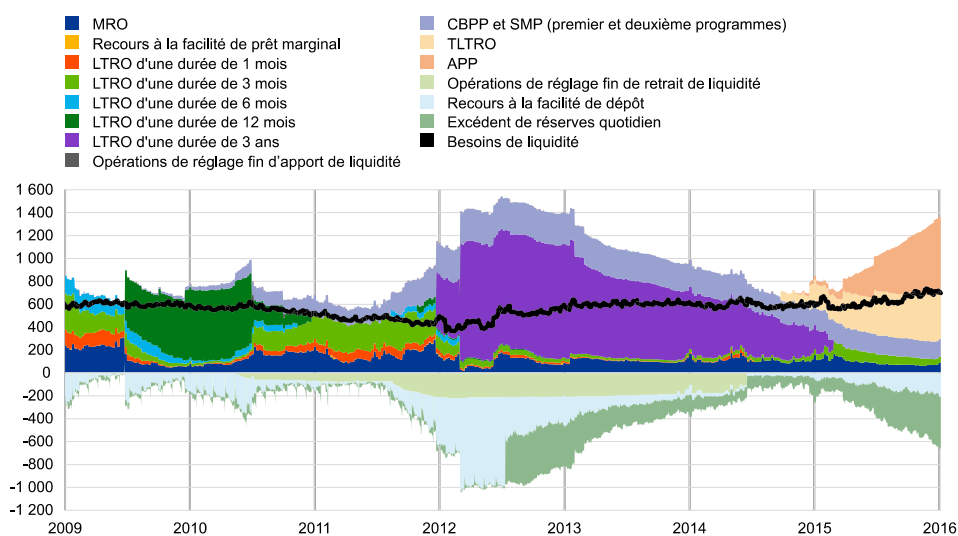 MRO
Recours à la facilité de prêt marginal
LTRO d'une durée de 1 mois
LTRO d'une durée de 3 mois
LTRO d'une durée de 6 mois
LTRO d'une durée de 12 mois
LTRO d'une durée de 3 ans
Opérations de réglage fin d’apport de liquidité
CBPP et SMP (premier et deuxième programmes)
TLTRO
APP
Opérations de réglage fin de retrait de liquidité
Recours à la facilité de dépôt
Excédent de réserves quotidien
Besoins de liquidité
1 600
1 400
1 200
1 000
800
600
400
200
0
-200
-400
-600
-800
-1 000
-1 200
2009 2010 2011 2012 2013 2014 2015 2016